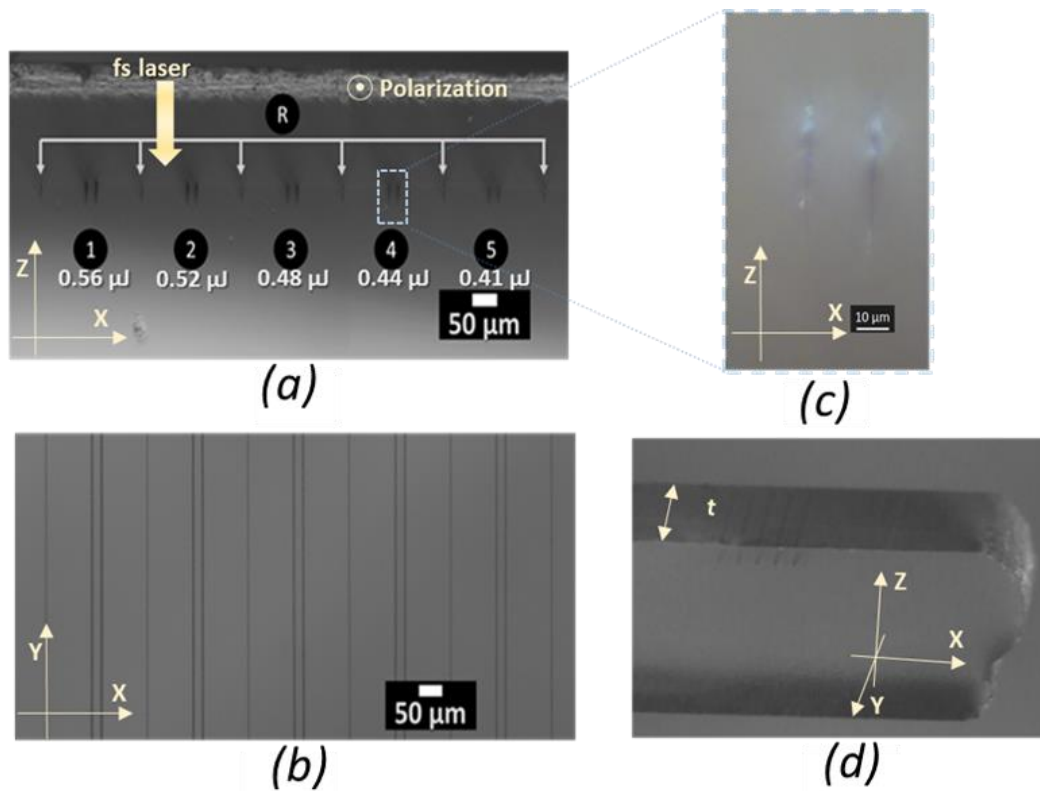 fs laser
Polarization
R
1 2 3 4 5
0.56 µJ 0.52 µJ 0.48 µJ 0.44 µJ 0.41 µJ
Z
X
50 µm
(a)
Z
X
10 µm
(c)
Y
X
50 µm
(b)
t
Z
X
Y
(d)